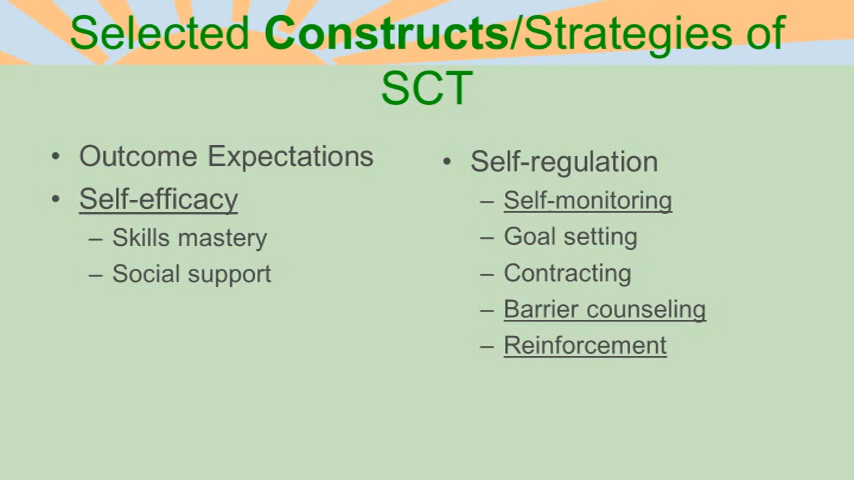 Selected Constructs/Strategies of
SCT
• Outcome Expectations
• Self-efficacy
– Skills mastery
– Social support
• Self-regulation
– Self-monitoring
– Goal setting
– Contracting
– Barrier counseling
– Reinforcement